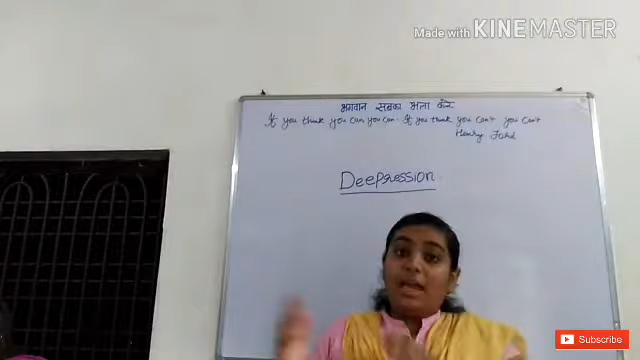 Made with KINEMASTER
भगवान सबका भला करे
If you think you can you can. If you think you can't you can't
Henry Ford
Deepression
Subscribe